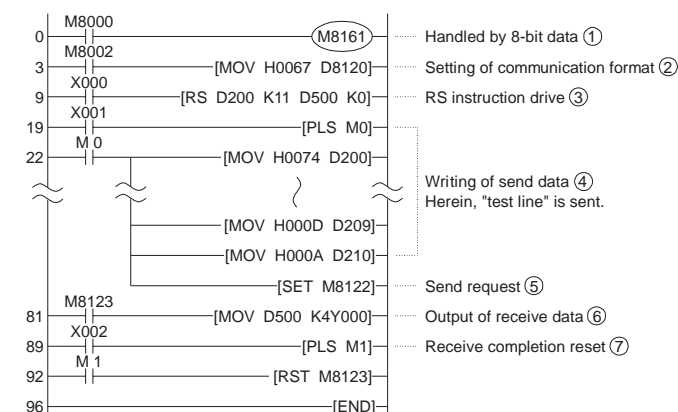 M8000
0 M8161 Handled by 8-bit data ①
M8002
3 [MOV H0067 D8120] Setting of communication format ②
X000
9 [RS D200 K11 D500 K0] RS instruction drive ③
X001
19 [PLS M0]
M 0
22 [MOV H0074 D200]
Writing of send data ④
Herein, "test line" is sent.
[MOV H000D D209]
[MOV H000A D210]
[SET M8122] Send request ⑤
M8123
81 [MOV D500 K4Y000] Output of receive data ⑥
X002
89 [PLS M1] Receive completion reset ⑦
M 1
92 [RST M8123]
96 [END]